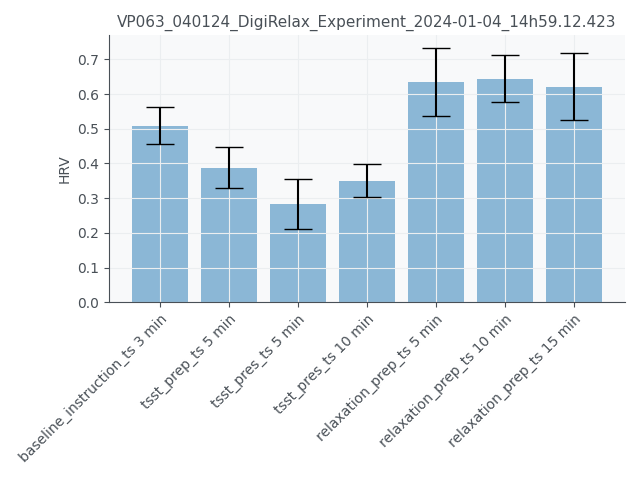 VP063_040124_DigiRelax_Experiment_2024-01-04_14h59.12.423
HRV
0.7
0.6
0.5
0.4
0.3
0.2
0.1
0.0
baseline_instruction_ts 3 min
tsst_prep_ts 5 min
tsst_pres_ts 5 min
tsst_pres_ts 10 min
relaxation_prep_ts 5 min
relaxation_prep_ts 10 min
relaxation_prep_ts 15 min